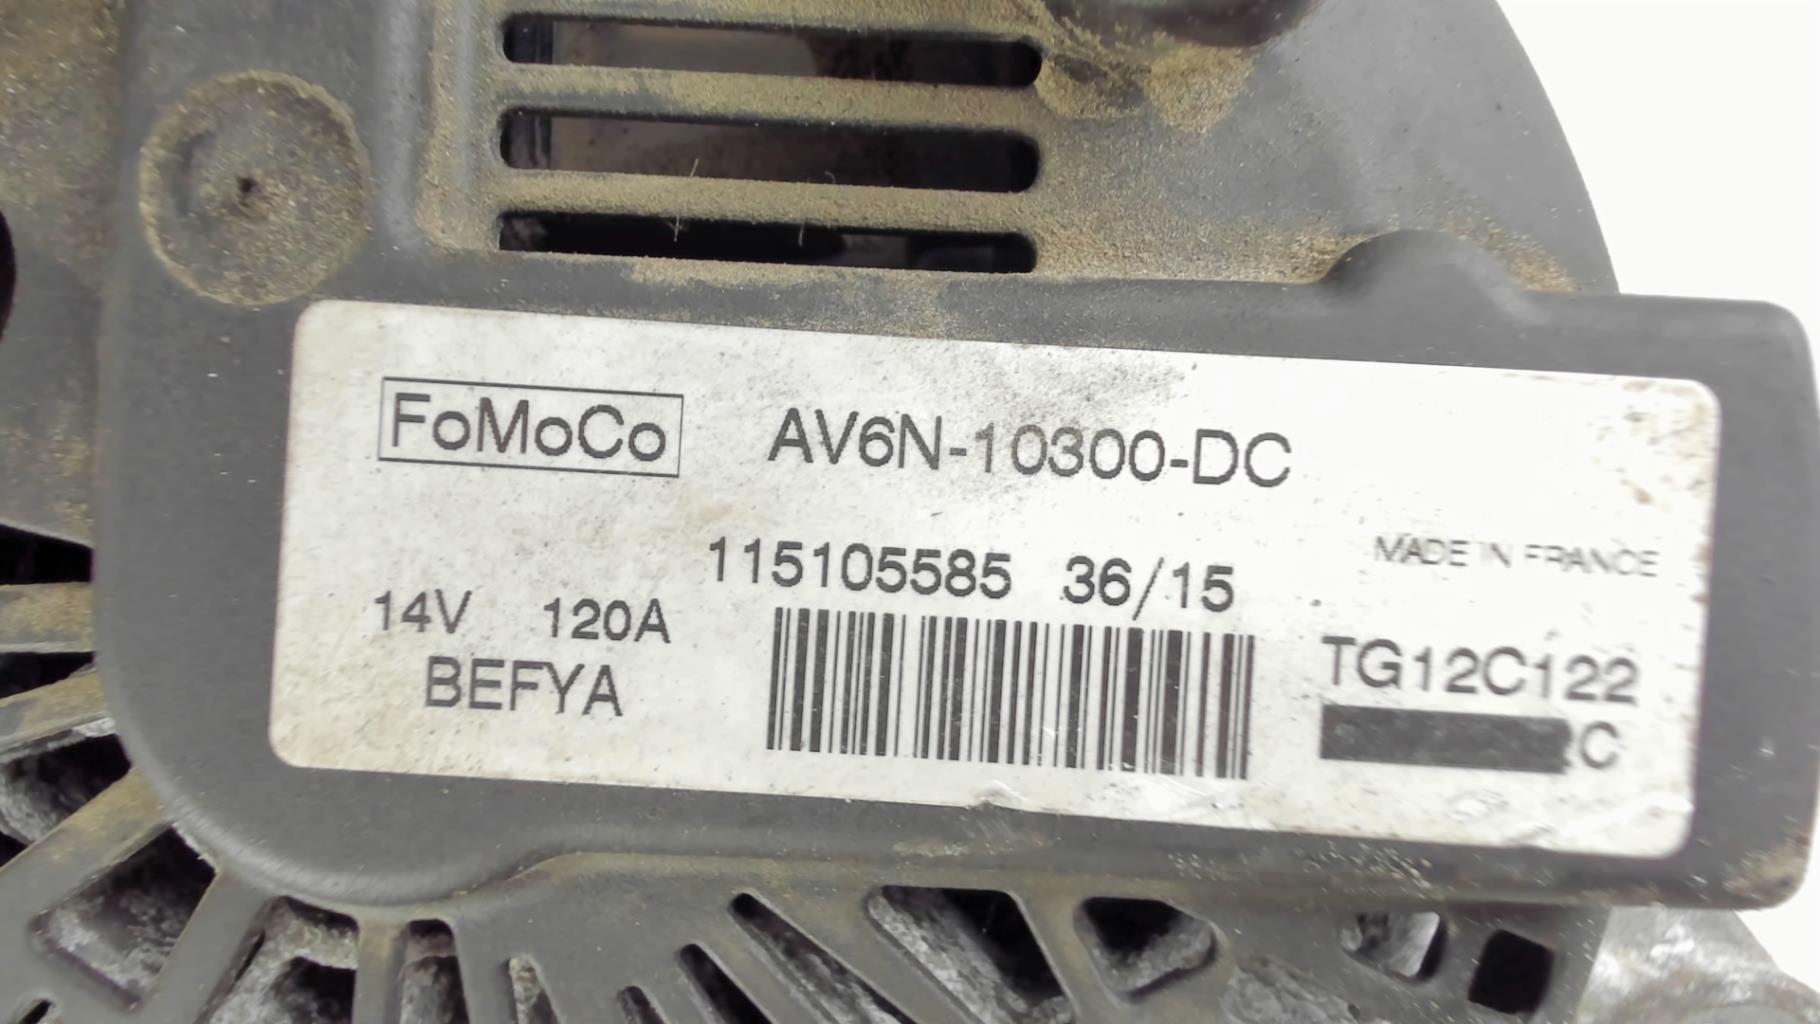 FoMoCo AV6N-10300-DC
115105585 36/15
MADE IN FRANCE
14V 120A
BEFYA
TG12C122
C